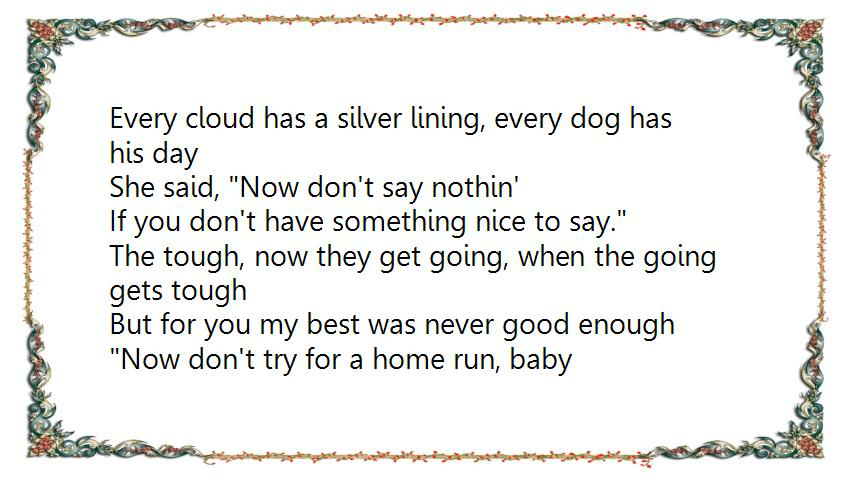 Every cloud has a silver lining, every dog has
his day
She said, "Now don't say nothin'
If you don't have something nice to say."
The tough, now they get going, when the going
gets tough
But for you my best was never good enough
"Now don't try for a home run, baby